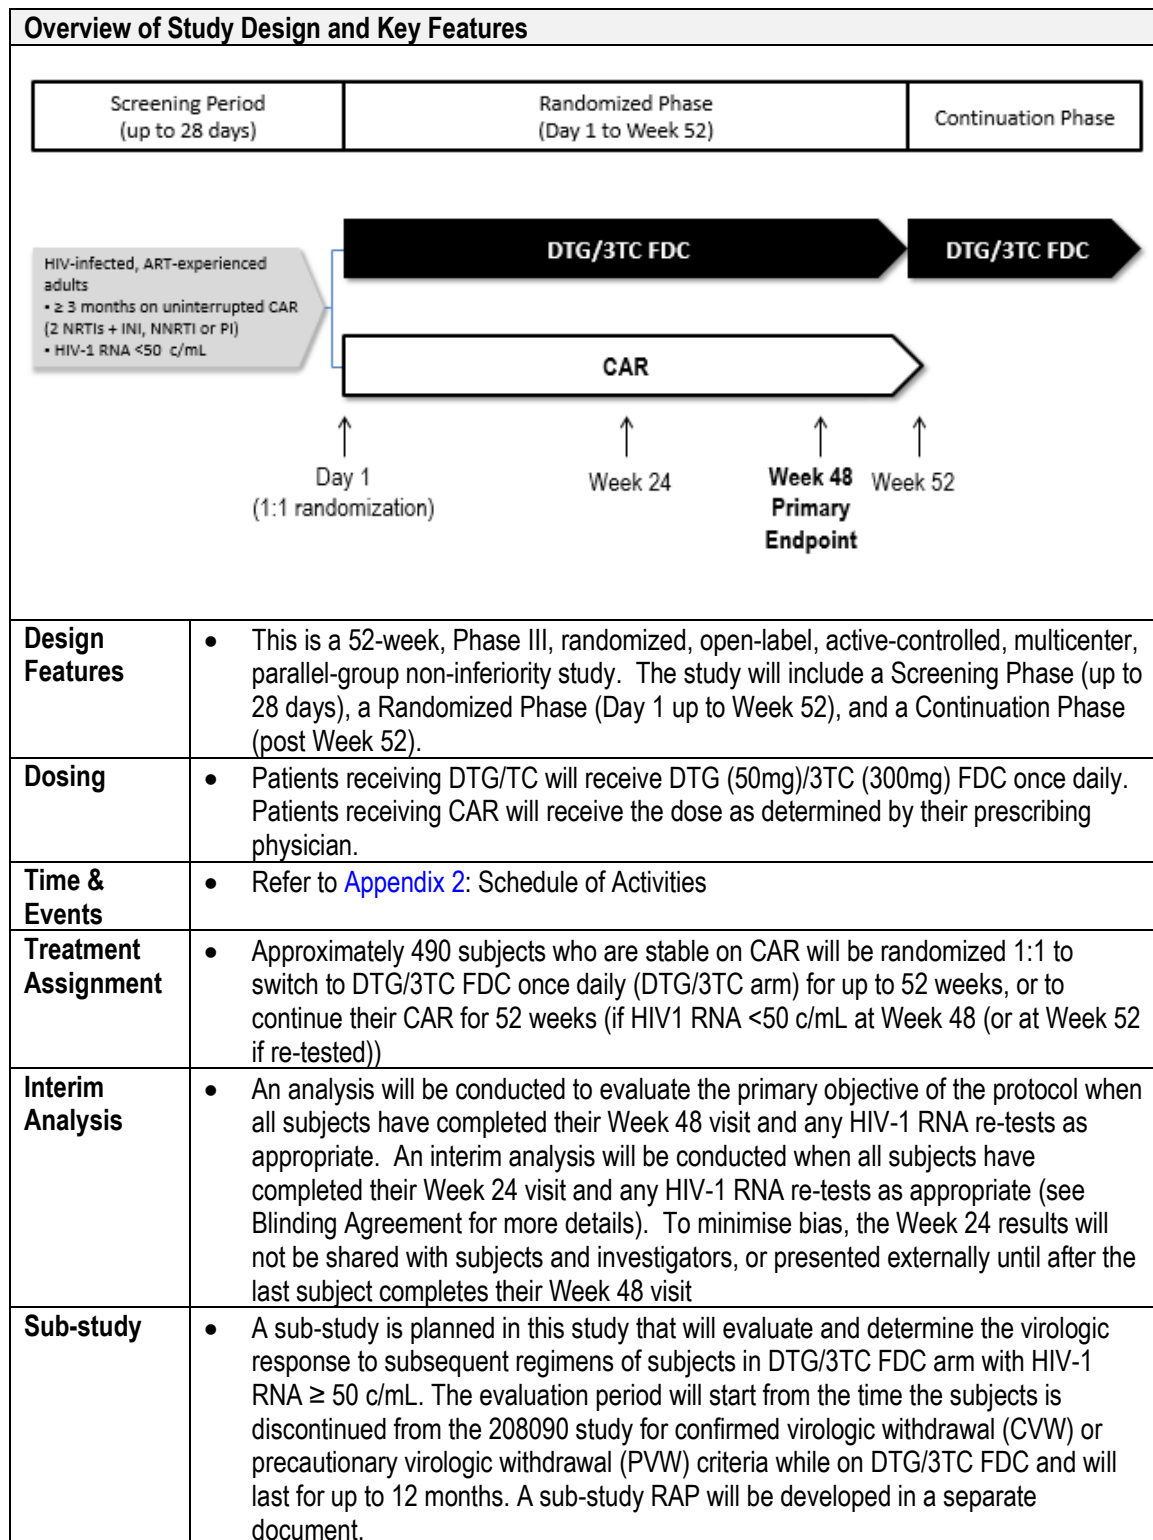 Overview of Study Design and Key Features
Screening Period
(up to 28 days)
Randomized Phase
(Day 1 to Week 52)
Continuation Phase
DTG/3TC FDC
DTG/3TC FDC
HIV-infected, ART-experienced
adults
• ≥ 3 months on uninterrupted CAR
(2 NRTIs + INI, NNRTI or PI)
• HIV-1 RNA <50 c/mL
CAR
Day 1
(1:1 randomization)
Week 24
Week 48
Primary
Endpoint
Week 52
Design
Features
• This is a 52-week, Phase III, randomized, open-label, active-controlled, multicenter,
parallel-group non-inferiority study. The study will include a Screening Phase (up to
28 days), a Randomized Phase (Day 1 up to Week 52), and a Continuation Phase
(post Week 52).
Dosing
• Patients receiving DTG/TC will receive DTG (50mg)/3TC (300mg) FDC once daily.
Patients receiving CAR will receive the dose as determined by their prescribing
physician.
Time &
Events
• Refer to Appendix 2: Schedule of Activities
Treatment
Assignment
• Approximately 490 subjects who are stable on CAR will be randomized 1:1 to
switch to DTG/3TC FDC once daily (DTG/3TC arm) for up to 52 weeks, or to
continue their CAR for 52 weeks (if HIV1 RNA <50 c/mL at Week 48 (or at Week 52
if re-tested))
Interim
Analysis
• An analysis will be conducted to evaluate the primary objective of the protocol when
all subjects have completed their Week 48 visit and any HIV-1 RNA re-tests as
appropriate. An interim analysis will be conducted when all subjects have
completed their Week 24 visit and any HIV-1 RNA re-tests as appropriate (see
Blinding Agreement for more details). To minimise bias, the Week 24 results will
not be shared with subjects and investigators, or presented externally until after the
last subject completes their Week 48 visit
Sub-study
• A sub-study is planned in this study that will evaluate and determine the virologic
response to subsequent regimens of subjects in DTG/3TC FDC arm with HIV-1
RNA ≥ 50 c/mL. The evaluation period will start from the time the subjects is
discontinued from the 208090 study for confirmed virologic withdrawal (CVW) or
precautionary virologic withdrawal (PVW) criteria while on DTG/3TC FDC and will
last for up to 12 months. A sub-study RAP will be developed in a separate
document.